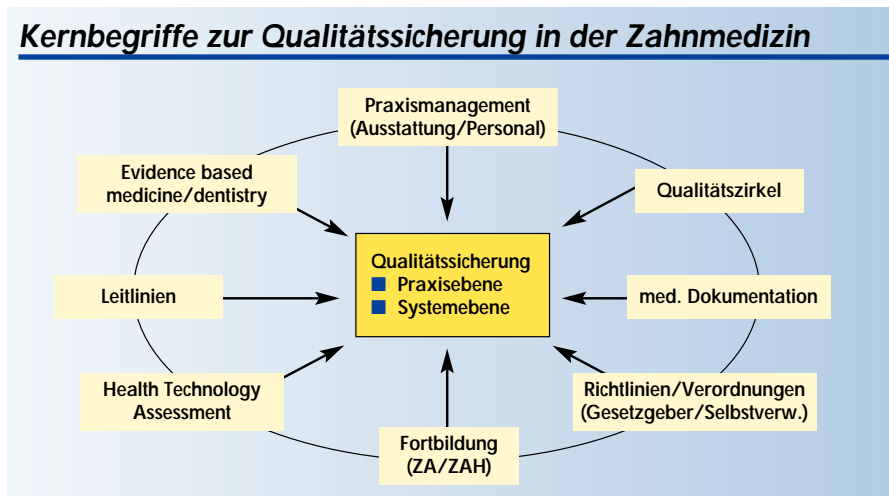 Kernbegriffe zur Qualitätssicherung in der Zahnmedizin
Praxismanagement
(Ausstattung/Personal)
Evidence based
medicine/dentistry
Qualitätszirkel
Qualitätssicherung
Praxisebene
Systemebene
Leitlinien
med. Dokumentation
Health Technology
Assessment
Richtlinien/Verordnungen
(Gesetzgeber/Selbstverw.)
Fortbildung
(ZA/ZAH)